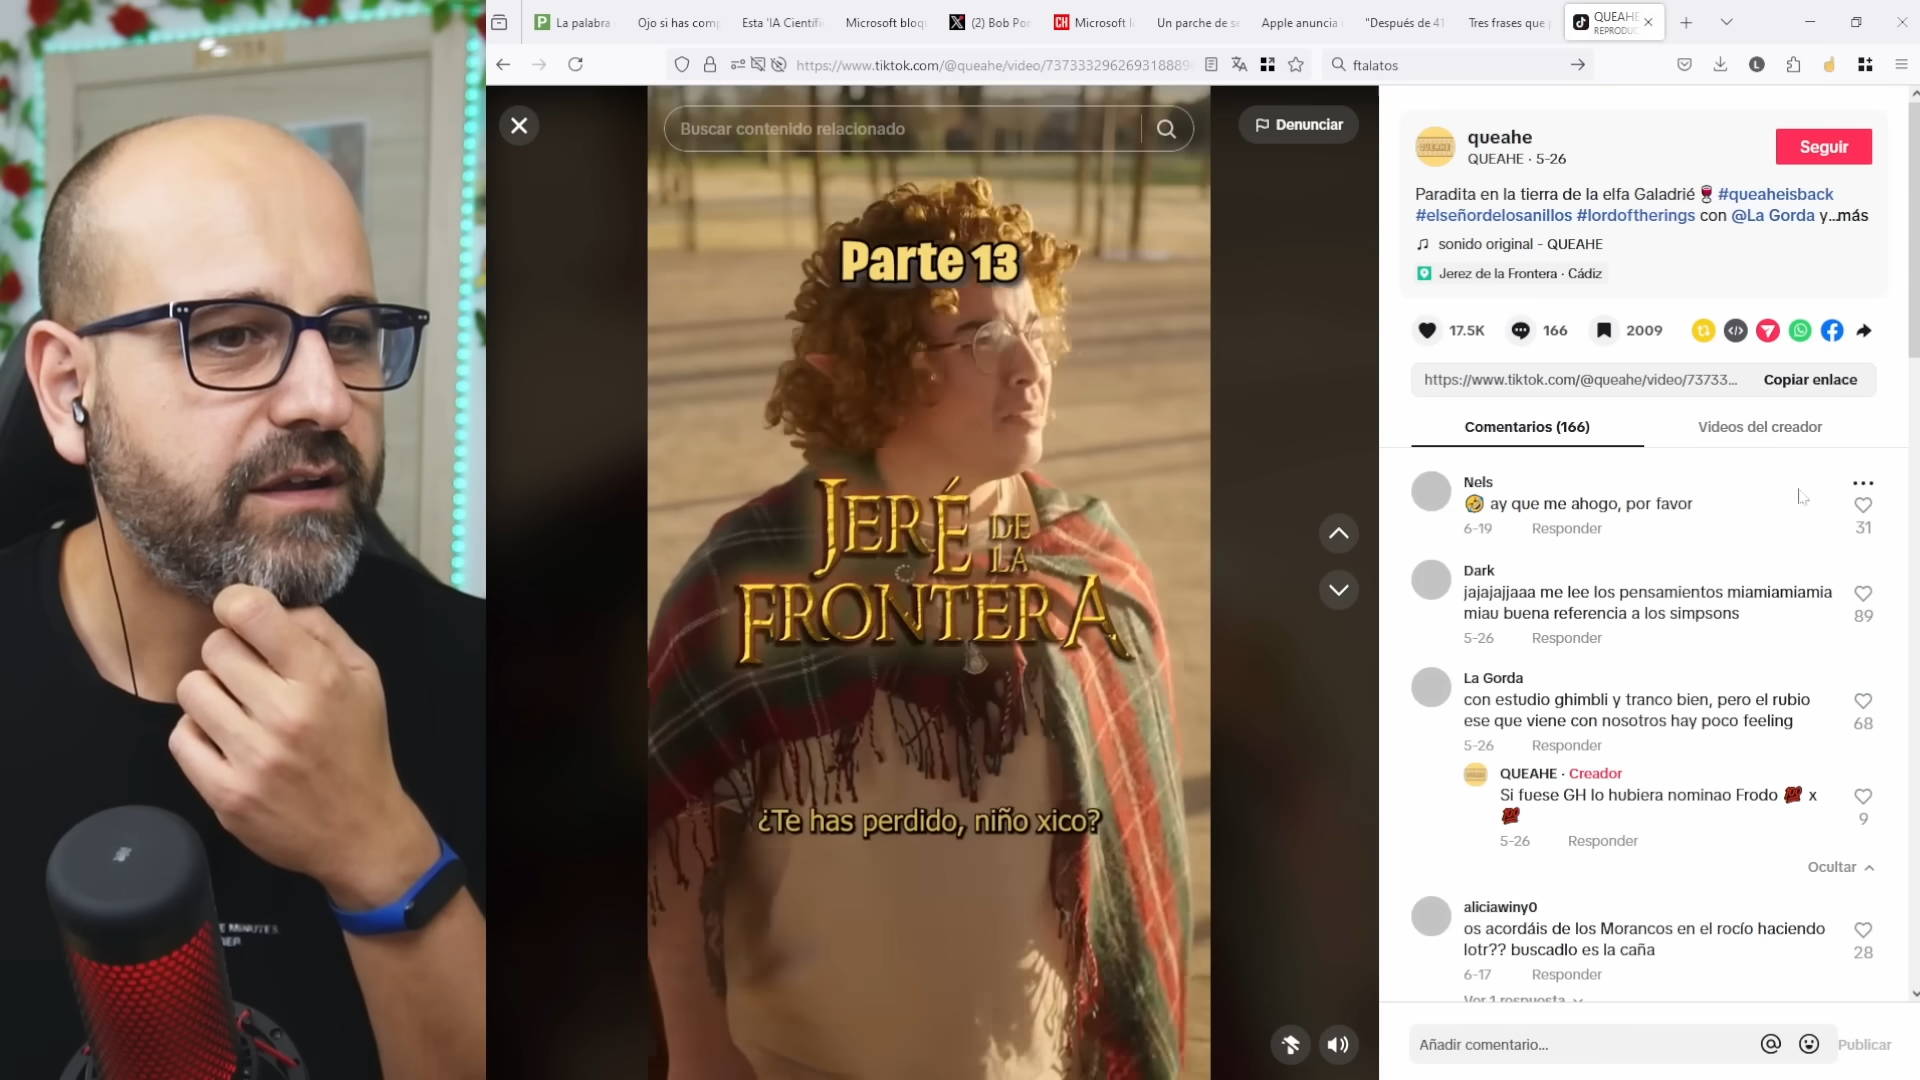 La palabra
Ojo si has com
Esta 'IA Científi
Microsoft bloq
(2) Bob Po
Microsoft
Un parche de s
Apple anuncia
"Después de 41
Tres frases que
QUEAHE
REPRODUC
https://www.tiktok.com/@queahe/video/737333296269318889
ftalatos
Buscar contenido relacionado
Denunciar
Parte 13
JERÉ DE LA
FRONTERA
¿Te has perdido, niño xico?
queahe
QUEAHE · 5-26
Seguir
Paradita en la tierra de la elfa Galadrié🍷 #queaheisback
#elseñordelosanillos #lordoftherings con @La Gorda y...más
sonido original - QUEAHE
Jerez de la Frontera · Cádiz
17.5K
166
2009
https://www.tiktok.com/@queahe/video/73733...
Copiar enlace
Comentarios (166)
Videos del creador
Nels
🤣 ay que me ahogo, por favor
6-19 Responder
31
Dark
jajajajjaaa me lee los pensamientos miamiamiamia
miau buena referencia a los simpsons
89
5-26 Responder
La Gorda
con estudio ghimbli y tranco bien, pero el rubio
ese que viene con nosotros hay poco feeling
68
5-26 Responder
QUEAHE · Creador
Si fuese GH lo hubiera nominao Frodo 💯 x
💯
9
5-26 Responder
Ocultar
aliciawiny0
os acordáis de los Morancos en el rocío haciendo
lotr?? buscadlo es la caña
28
6-17 Responder
Ver 1 respuesta
Añadir comentario...
Publicar